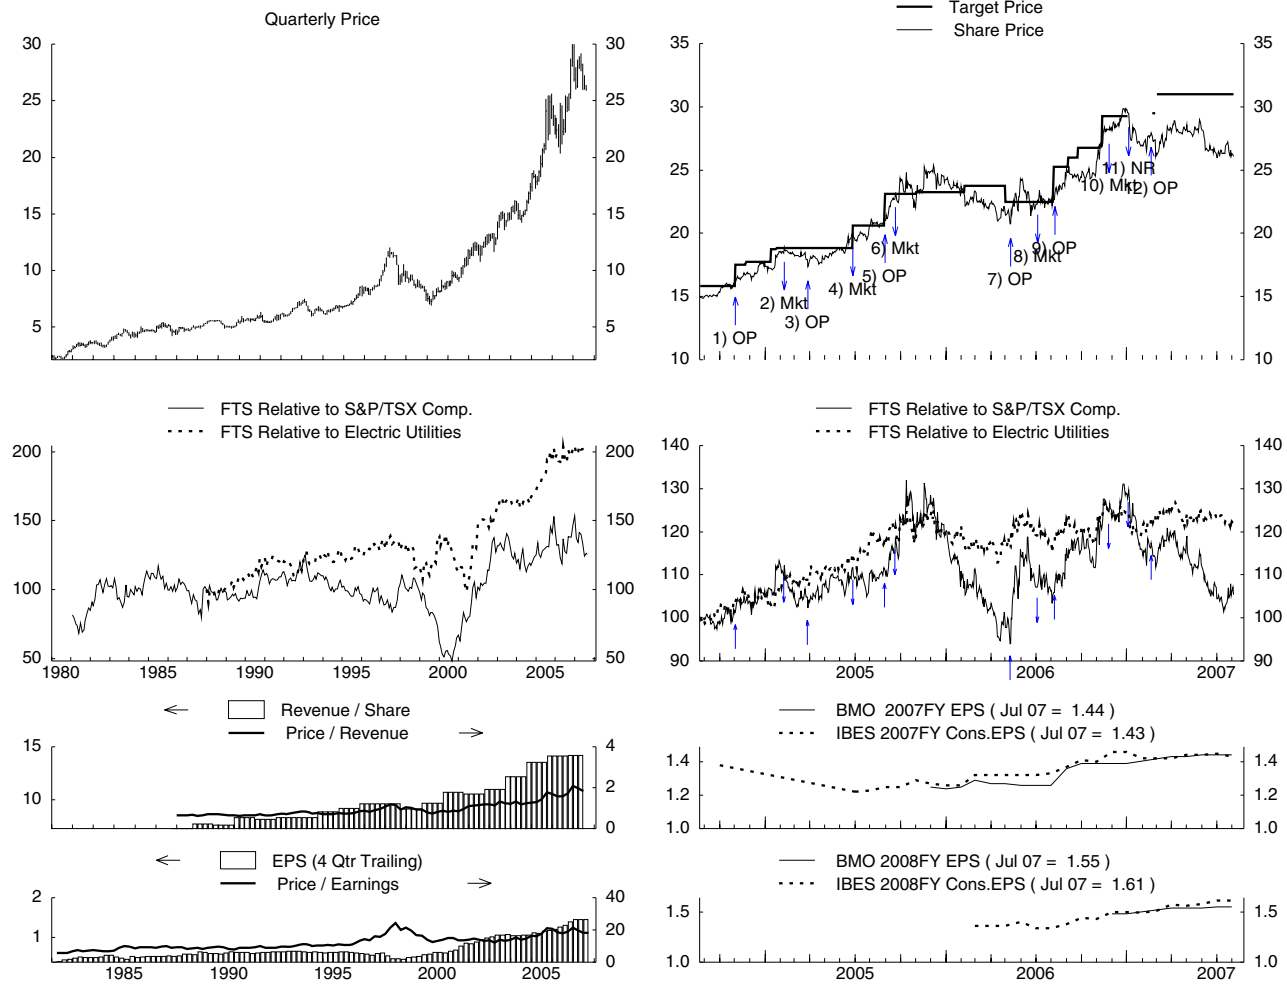 Quarterly Price
30 30
25 25
20 20
15 15
10 10
5 5
Target Price
Share Price
35 35
30 30
25 25
20 20
15 15
10 10
1) OP
2) Mkt
3) OP
4) Mkt
5) OP
6) Mkt
7) OP
8) Mkt
9) OP
10) Mkt
11) NR
12) OP
FTS Relative to S&P/TSX Comp.
FTS Relative to Electric Utilities
200 200
150 150
100 100
50 50
1980 1985 1990 1995 2000 2005
FTS Relative to S&P/TSX Comp.
FTS Relative to Electric Utilities
140 140
130 130
120 120
110 110
100 100
90 90
2005 2006 2007
Revenue / Share
Price / Revenue
15 4
10 2
0
BMO 2007FY EPS ( Jul 07 = 1.44 )
IBES 2007FY Cons.EPS ( Jul 07 = 1.43 )
1.4 1.4
1.2 1.2
1.0 1.0
EPS (4 Qtr Trailing)
Price / Earnings
2 40
1 20
0
1985 1990 1995 2000 2005
BMO 2008FY EPS ( Jul 07 = 1.55 )
IBES 2008FY Cons.EPS ( Jul 07 = 1.61 )
1.5 1.5
1.0 1.0
2005 2006 2007